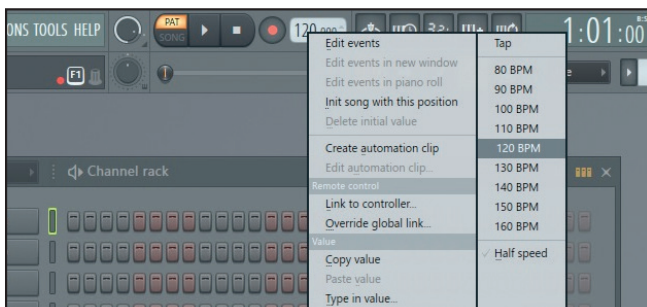 ONS TOOLS HELP
PAT
SONG
120.000
3 2 1
1:01:00
B:S
F1
Channel rack
Edit events
Edit events in new window
Edit events in piano roll
Init song with this position
Delete initial value
Create automation clip
Edit automation clip...
Remote control
Link to controller...
Override global link...
Value
Copy value
Paste value
Type in value...
Tap
80 BPM
90 BPM
100 BPM
110 BPM
120 BPM
130 BPM
140 BPM
150 BPM
160 BPM
Half speed